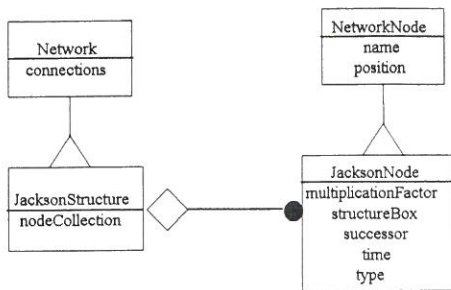 Network
connections
NetworkNode
name
position
JacksonStructure
nodeCollection
JacksonNode
multiplicationFactor
structureBox
successor
time
type